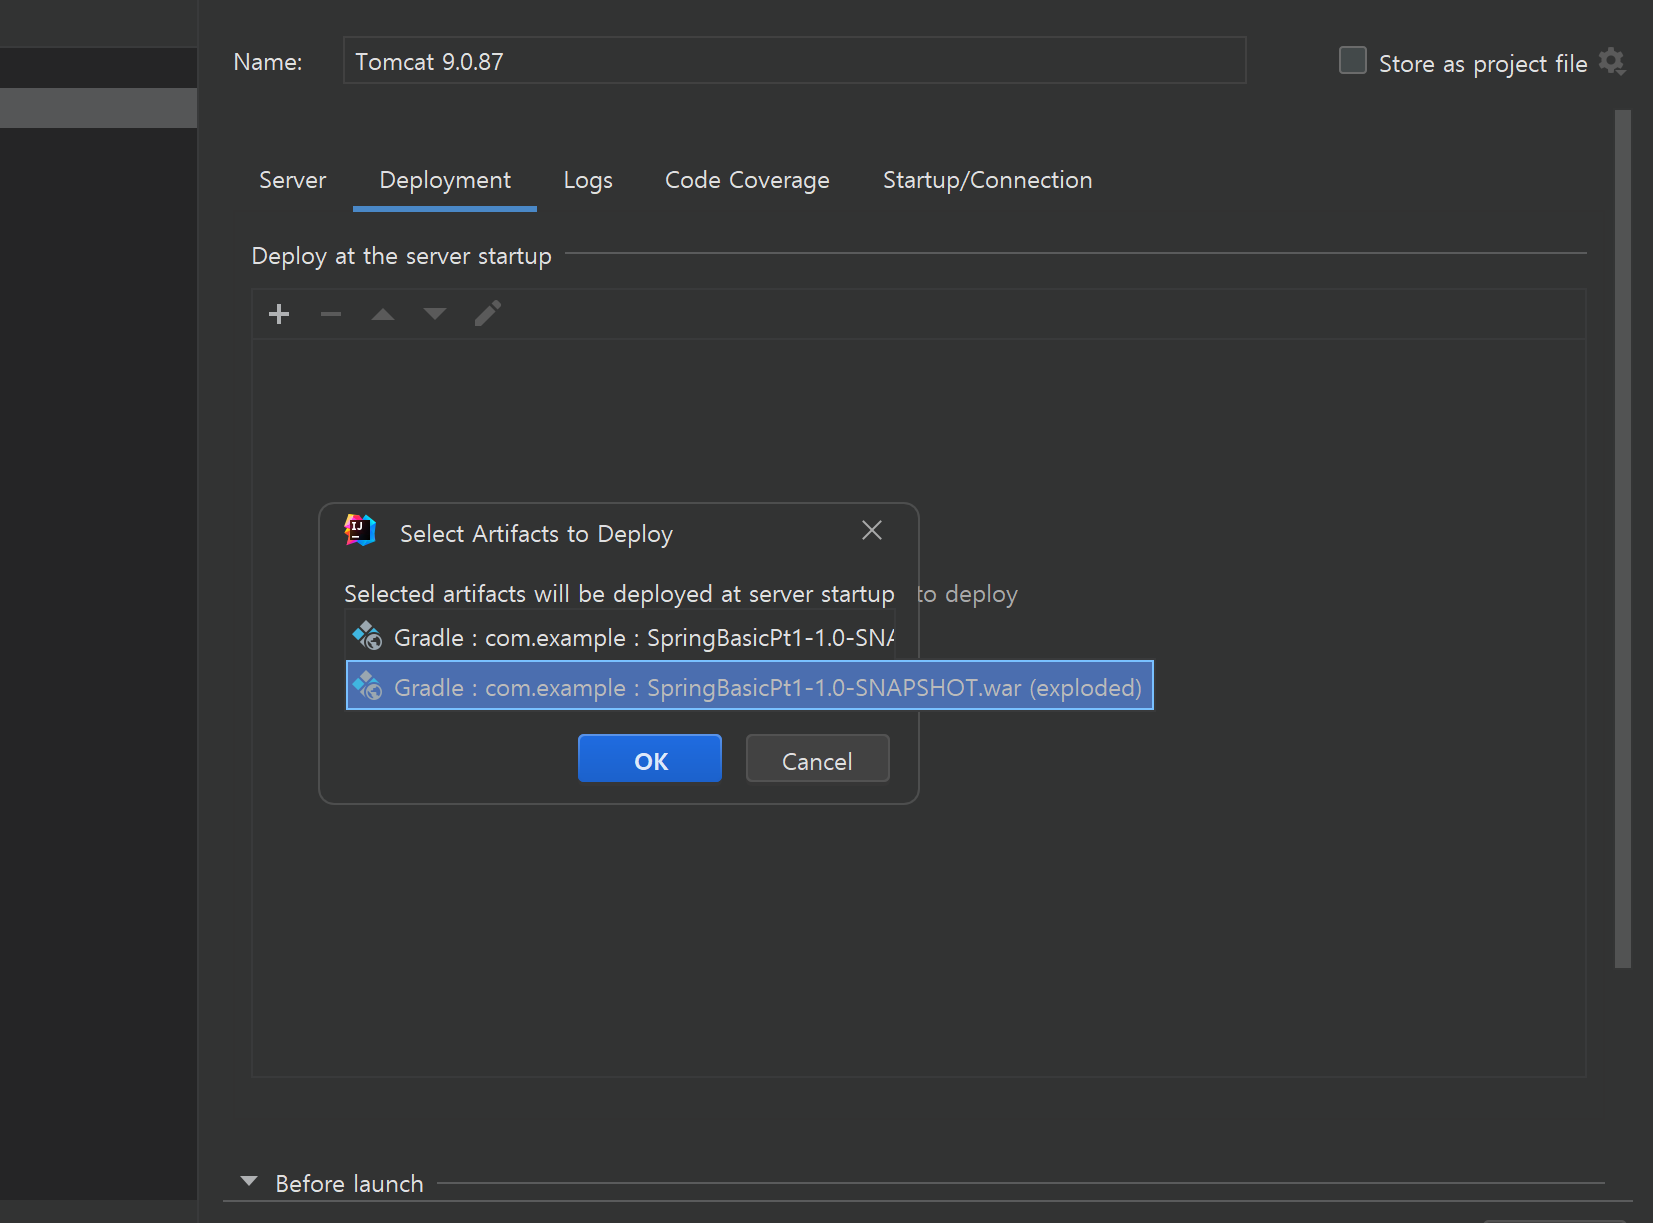 Name: Tomcat 9.0.87 Store as project file
Server Deployment Logs Code Coverage Startup/Connection
Deploy at the server startup
IJ Select Artifacts to Deploy
Selected artifacts will be deployed at server startup to deploy
Gradle : com.example : SpringBasicPt1-1.0-SNA
Gradle : com.example : SpringBasicPt1-1.0-SNAPSHOT.war (exploded)
OK Cancel
Before launch